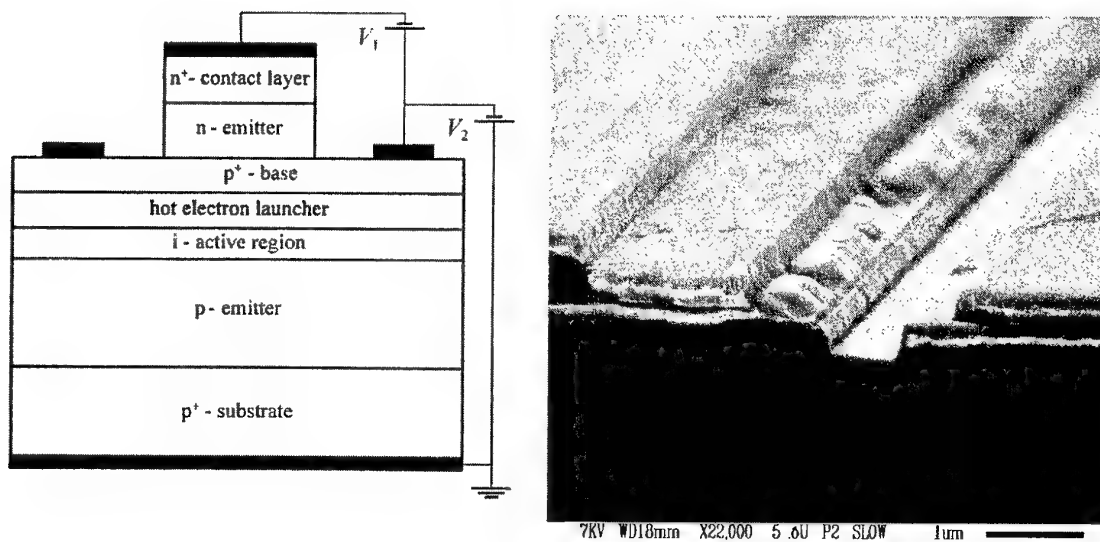 V₁
n⁺- contact layer
n - emitter
V₂
p⁺ - base
hot electron launcher
i - active region
p - emitter
p⁺ - substrate
7KV WD18mm X22,000 5.0U P2 SLOW 1um